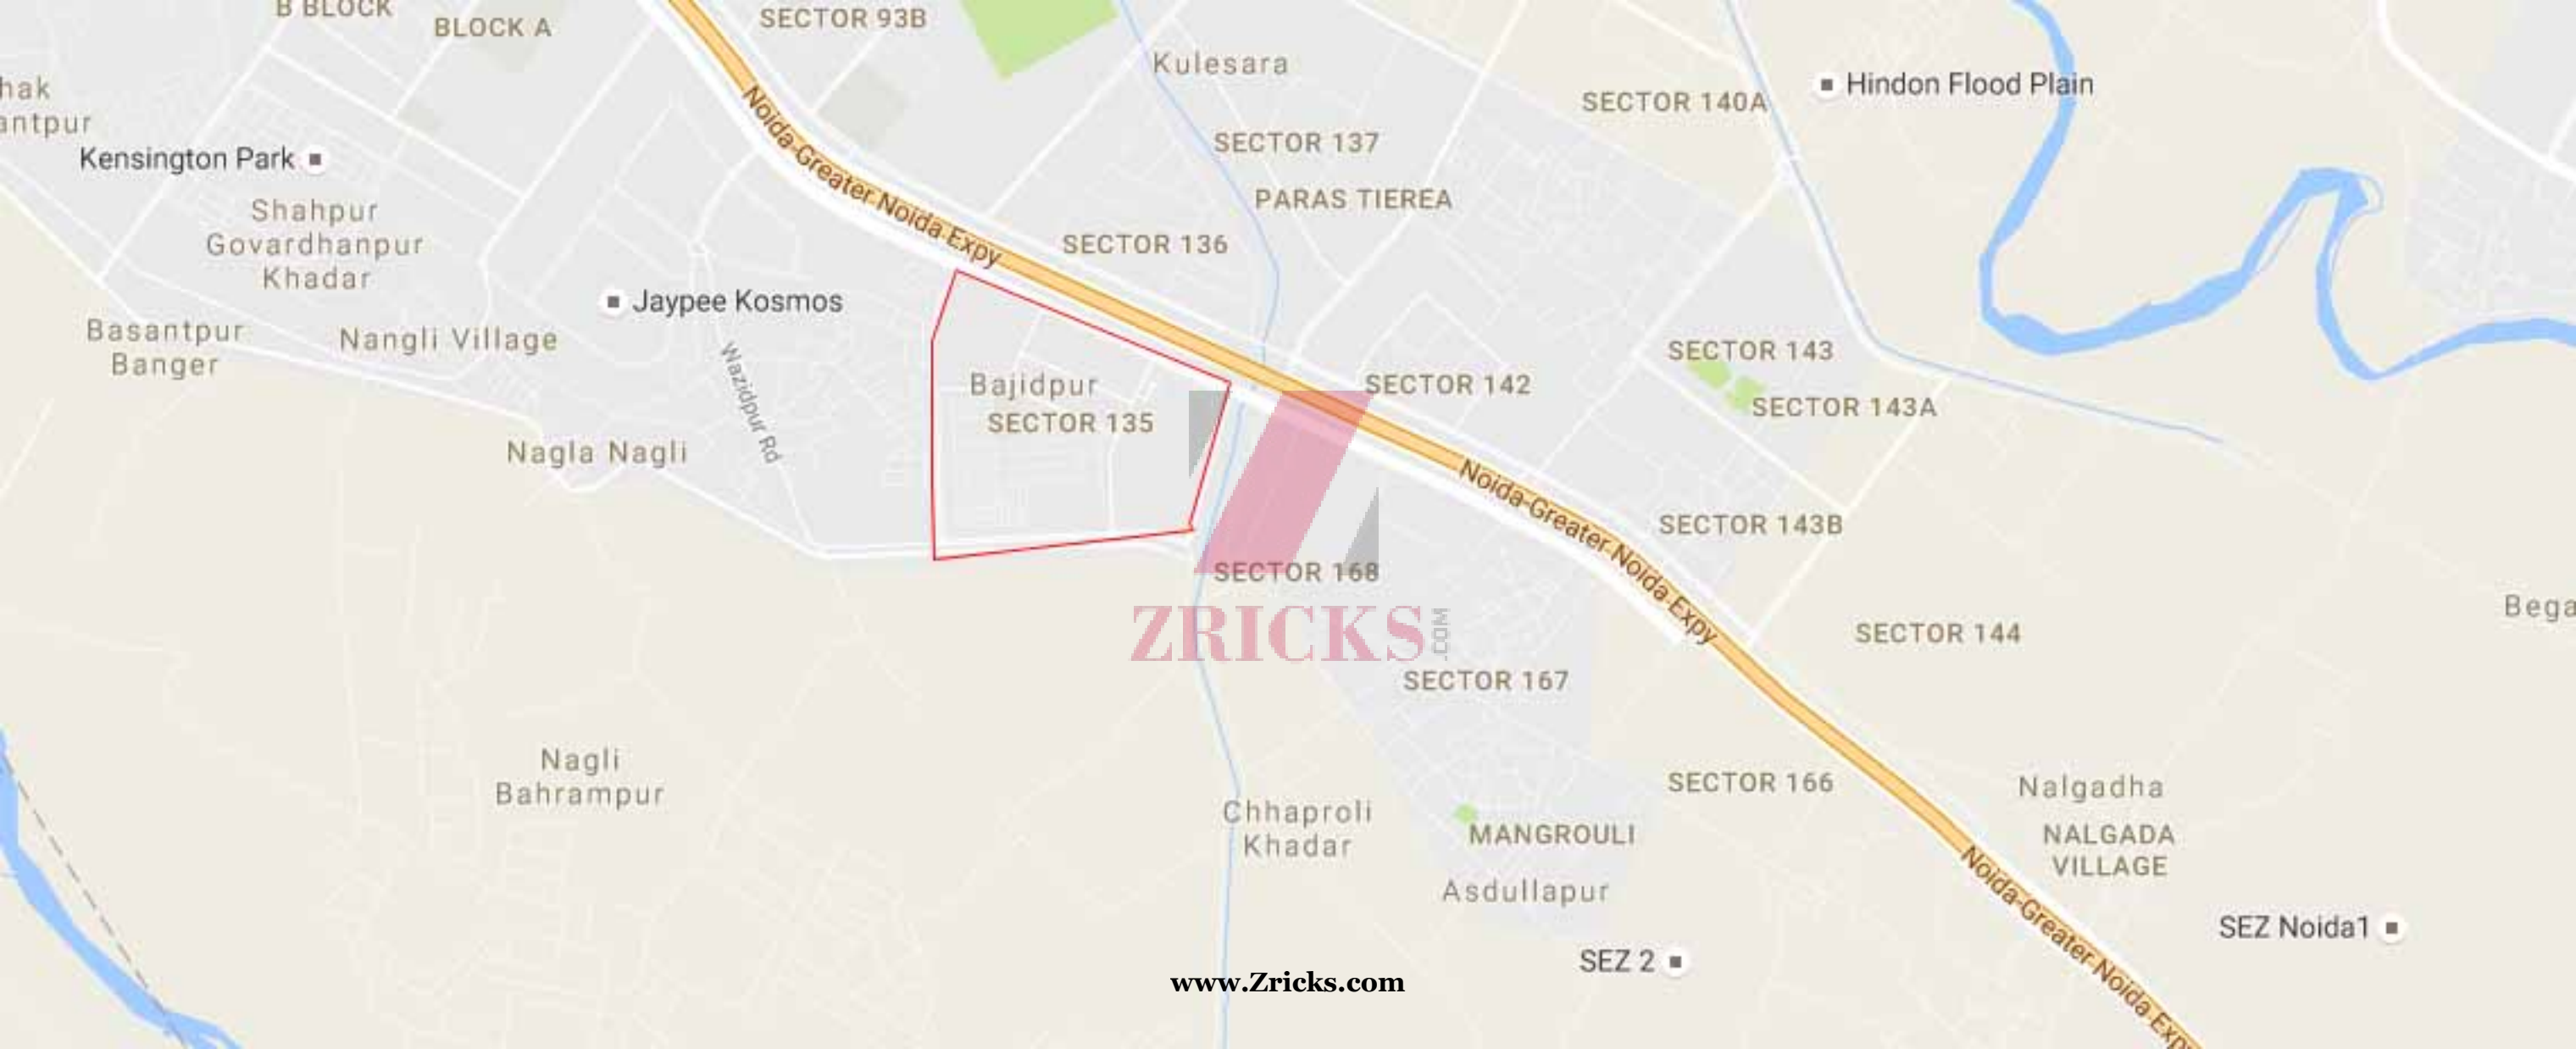 B BLOCK
BLOCK A
SECTOR 93B
Kulesara
Hindon Flood Plain
hak
antpur
SECTOR 140A
Kensington Park
SECTOR 137
PARAS TIEREA
Noida-Greater Noida Expy
Shahpur
Govardhanpur
Khadar
SECTOR 136
Jaypee Kosmos
Basantpur
Banger
Nangli Village
Wazidpur Rd
Bajidpur
SECTOR 135
SECTOR 142
SECTOR 143
SECTOR 143A
Nagla Nagli
Noida-Greater Noida Expy
SECTOR 143B
SECTOR 168
ZRICKS
.COM
SECTOR 144
Bega
SECTOR 167
Nagli
Bahrampur
SECTOR 166
Nalgadha
NALGADA
VILLAGE
Chhaproli
Khadar
MANGROULI
Asdullapur
Noida-Greater Noida Expy
SEZ Noida1
SEZ 2
www.Zricks.com